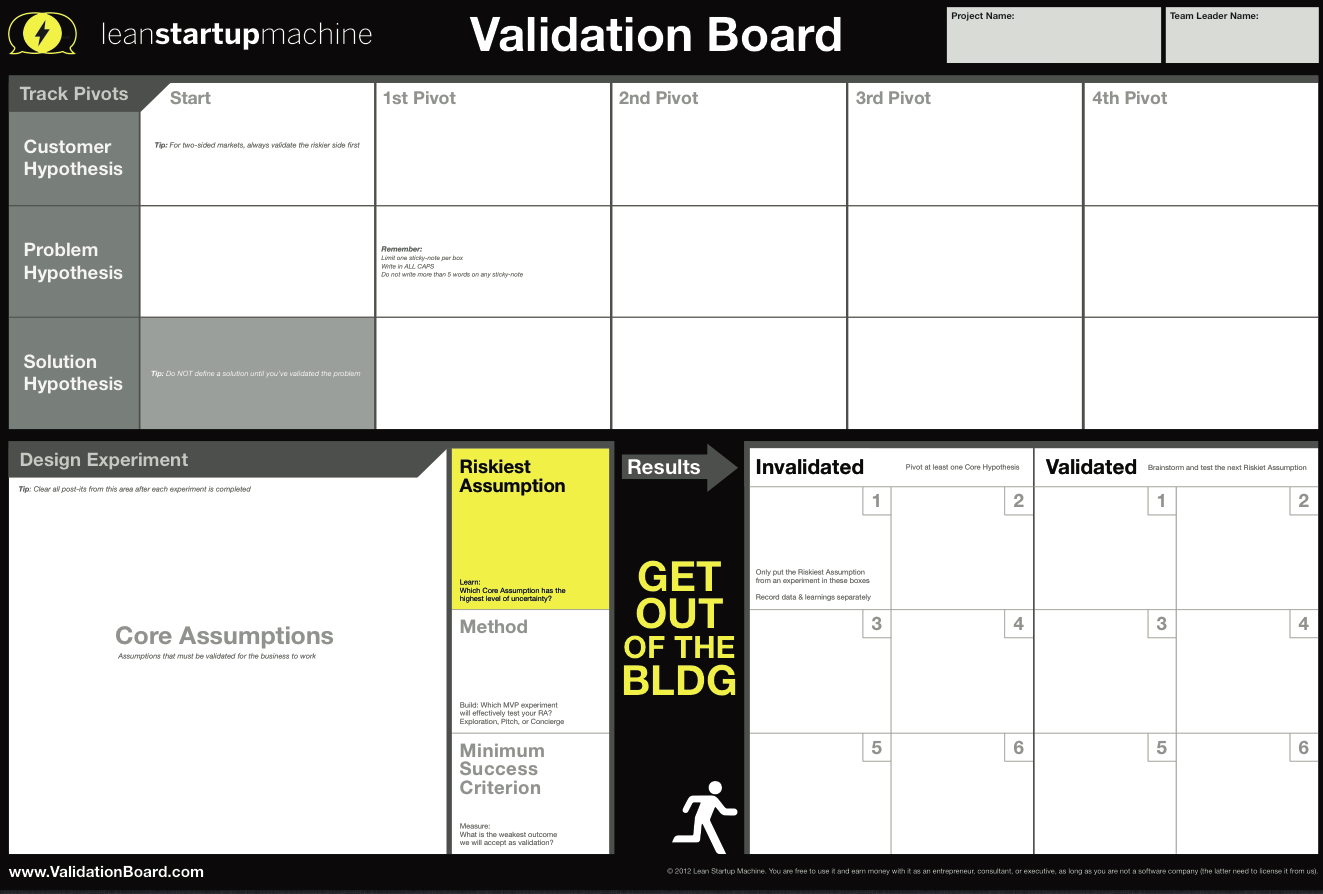 leanstartupmachine
Validation Board
Project Name:
Team Leader Name:
Track Pivots
Start
1st Pivot
2nd Pivot
3rd Pivot
4th Pivot
Customer
Hypothesis
Tip: For two-sided markets, always validate the riskier side first
Problem
Hypothesis
Remember:
Limit one sticky-note per box
Write in ALL CAPS
Do not write more than 5 words on any sticky-note
Solution
Hypothesis
Tip: Do NOT define a solution until you've validated the problem
Design Experiment
Tip: Clear all post-its from this area after each experiment is completed
Core Assumptions
Assumptions that must be validated for the business to work
Riskiest
Assumption
Learn:
Which Core Assumption has the
highest level of uncertainty?
Method
Build: Which MVP experiment
will effectively test your RA?
Exploration, Pitch, or Concierge
Minimum
Success
Criterion
Measure:
What is the weakest outcome
we will accept as validation?
Results
GET
OUT
OF THE
BLDG
Invalidated
Pivot at least one Core Hypothesis
1
2
Only put the Riskiest Assumption
from an experiment in these boxes
Record data & learnings separately
3
4
5
6
Validated
Brainstorm and test the next Riskiet Assumption
1
2
3
4
5
6
www.ValidationBoard.com
© 2012 Lean Startup Machine. You are free to use it and earn money with it as an entrepreneur, consultant, or executive, as long as you are not a software company (the latter need to license it from us).